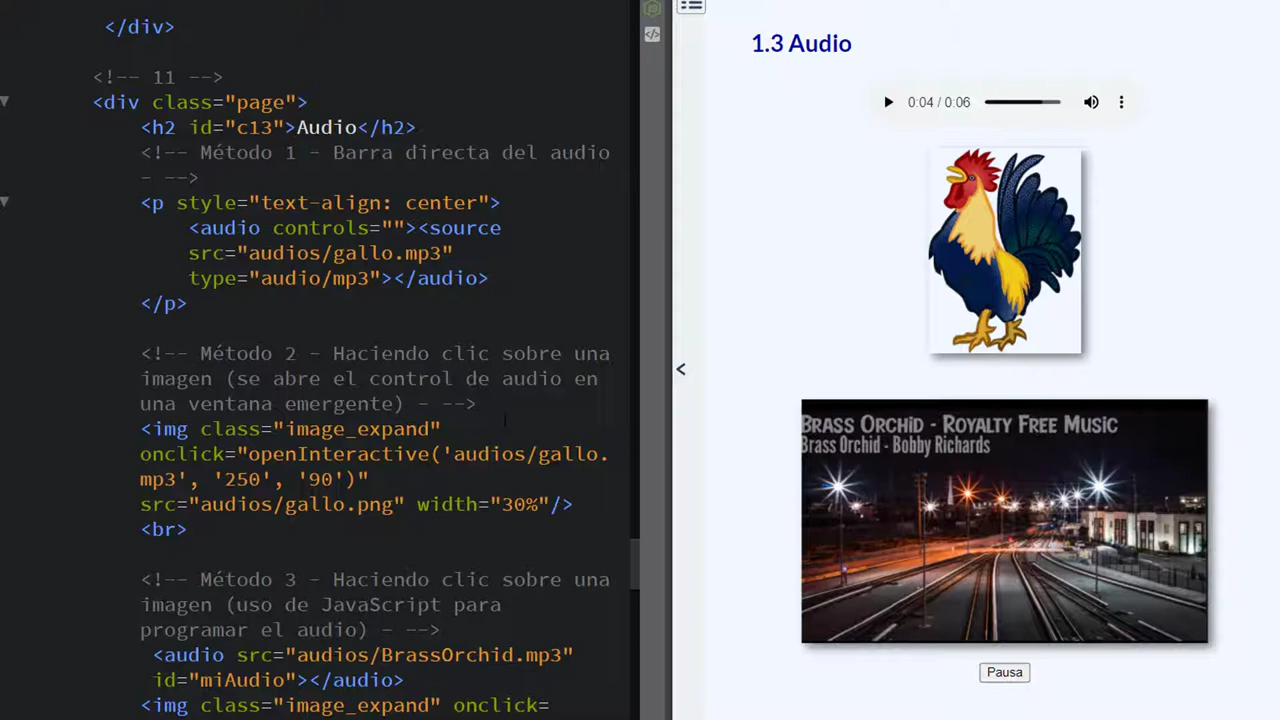 </div>
<!-- 11 -->
<div class="page">
<h2 id="c13">Audio</h2>
<!-- Método 1 - Barra directa del audio
- -->
<p style="text-align: center">
<audio controls=""><source
src="audios/gallo.mp3"
type="audio/mp3"></audio>
</p>
<!-- Método 2 - Haciendo clic sobre una
imagen (se abre el control de audio en
una ventana emergente) - -->
<img class="image_expand"
onclick="openInteractive('audios/gallo.
mp3', '250', '90')"
src="audios/gallo.png" width="30%"/>
<br>
<!-- Método 3 - Haciendo clic sobre una
imagen (uso de JavaScript para
programar el audio) - -->
<audio src="audios/BrassOrchid.mp3"
id="miAudio"></audio>
<img class="image_expand" onclick=
1.3 Audio
0:04 / 0:06
Brass Orchid - Royalty Free Music
Brass Orchid - Bobby Richards
Pausa